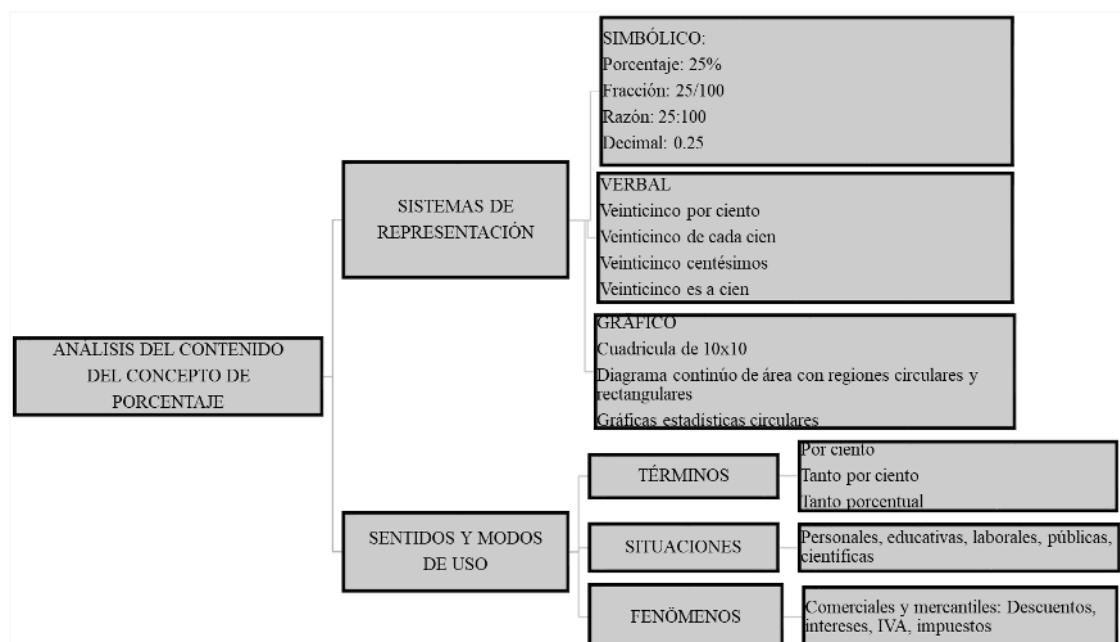 ANÁLISIS DEL CONTENIDO
DEL CONCEPTO DE
PORCENTAJE
SISTEMAS DE
REPRESENTACIÓN
SIMBÓLICO:
Porcentaje: 25%
Fracción: 25/100
Razón: 25:100
Decimal: 0.25
VERBAL
Veinticinco por ciento
Veinticinco de cada cien
Veinticinco centésimos
Veinticinco es a cien
GRÁFICO
Cuadricula de 10x10
Diagrama continúo de área con regiones circulares y
rectangulares
Gráficas estadísticas circulares
SENTIDOS Y MODOS
DE USO
TÉRMINOS
Por ciento
Tanto por ciento
Tanto porcentual
SITUACIONES
Personales, educativas, laborales, públicas,
científicas
FENÓMENOS
Comerciales y mercantiles: Descuentos,
intereses, IVA, impuestos